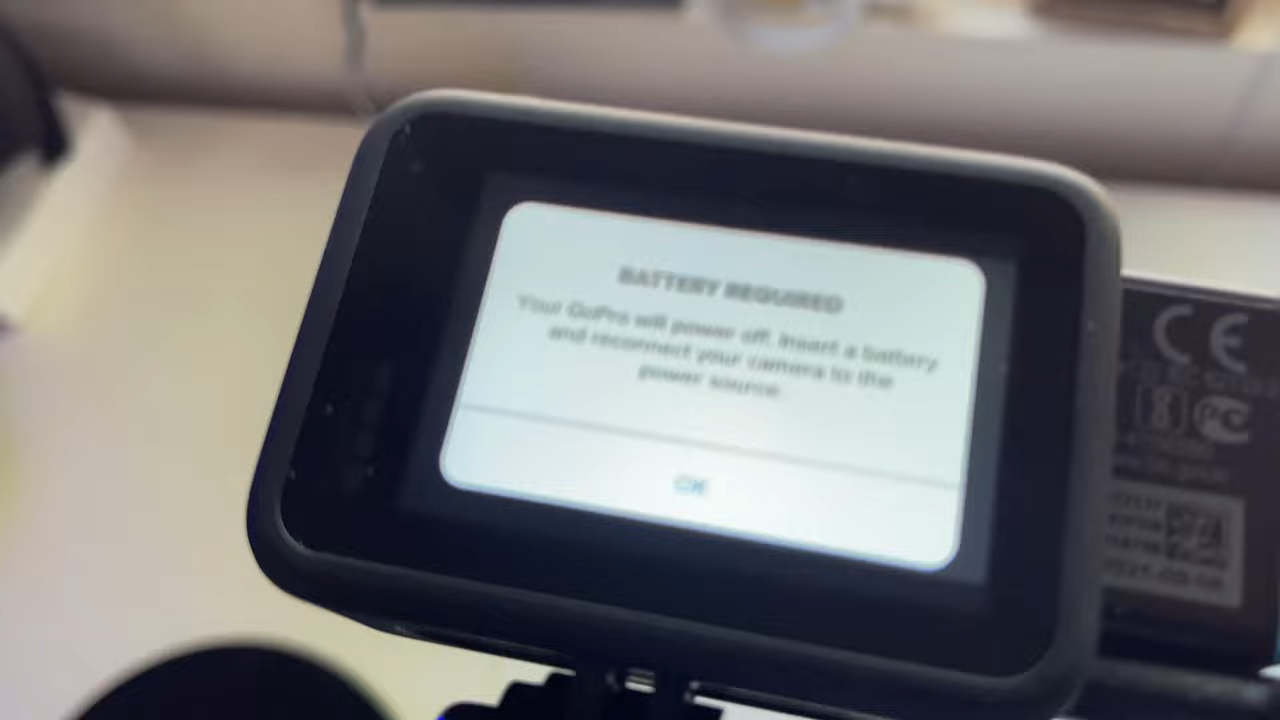 BATTERY REQUIRED
Your GoPro will power off. Insert a battery
and reconnect your camera to the
power source.
OK
CE
PC